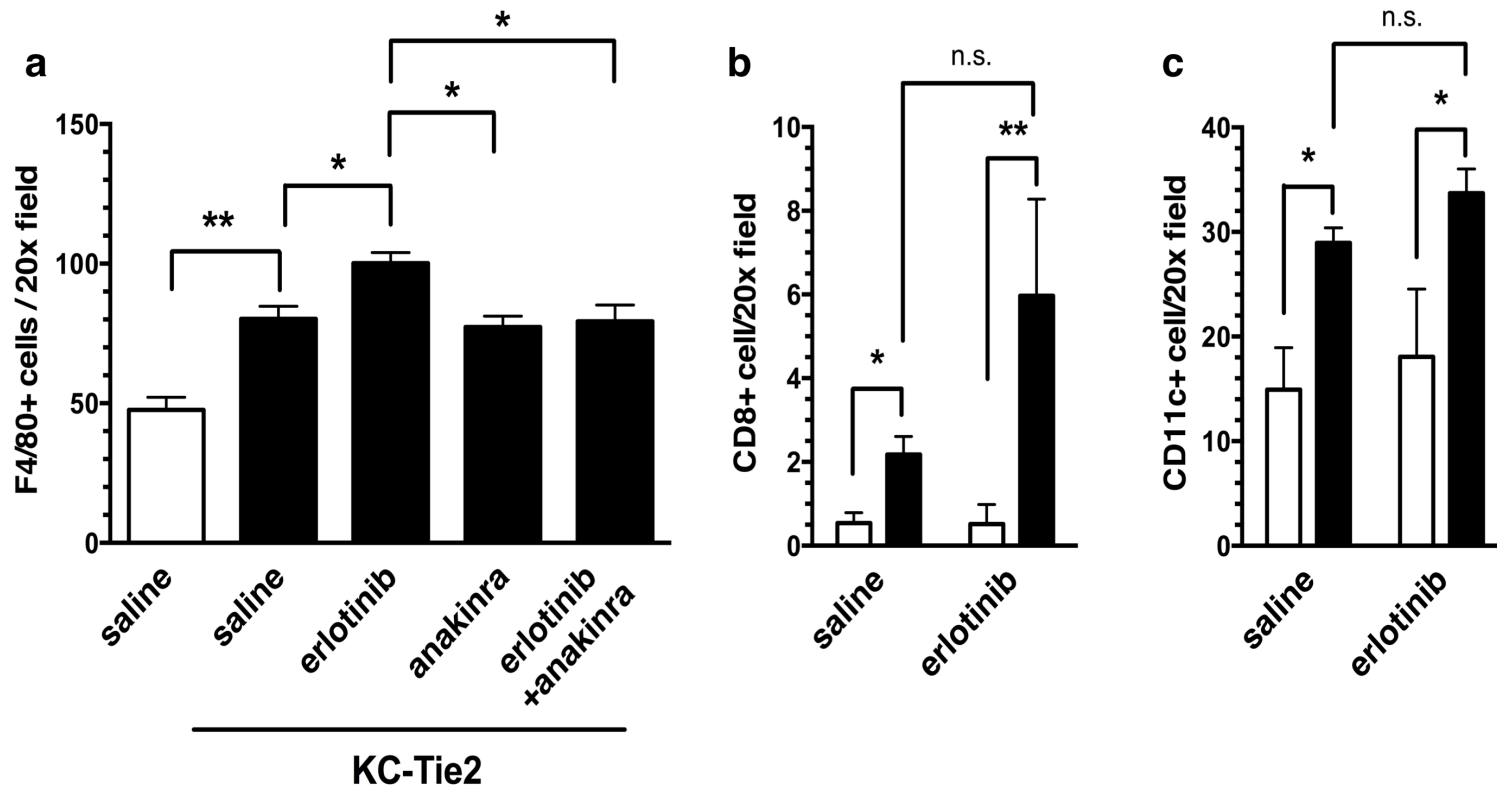 a
F4/80+ cells / 20x field
150
100
50
0
**
*
*
*
saline
saline
erlotinib
anakinra
erlotinib
+anakinra
KC-Tie2
b
CD8+ cell/20x field
10
8
6
4
2
0
n.s.
**
*
saline
erlotinib
c
CD11c+ cell/20x field
40
30
20
10
0
n.s.
*
*
saline
erlotinib